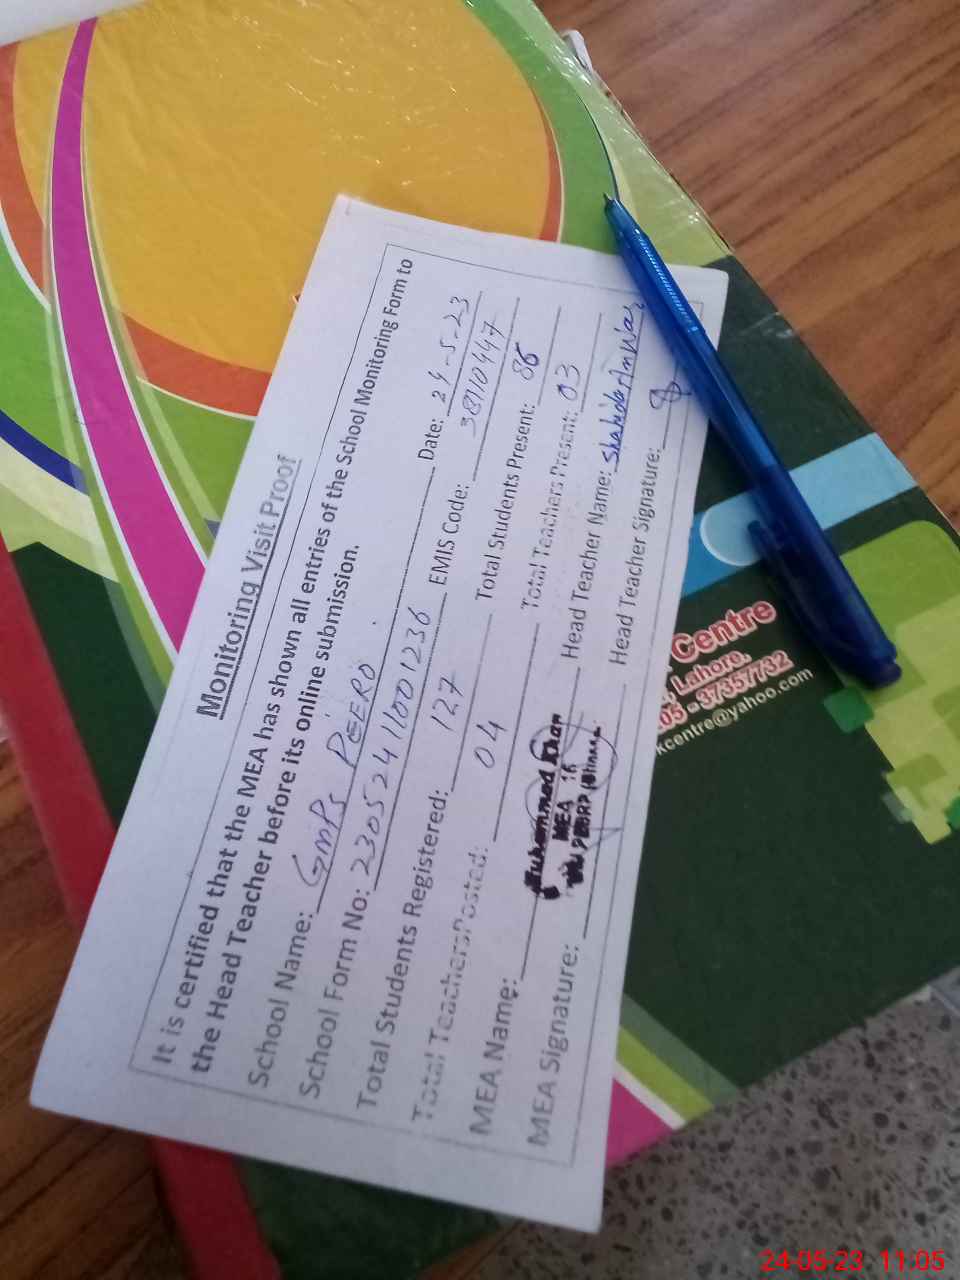 Monitoring Visit Proof
It is certified that the MEA has shown all entries of the School Monitoring Form to
the Head Teacher before its online submission.
School Name: GMPS PEERO. Date: 24-5-23
School Form No: 23052411001236 EMIS Code: 38110447
Total Students Registered: 127 Total Students Present: 86
Total TeachersPosted: 04 Total Teachers Present: 03
MEA Name: Muhammad Khan Head Teacher Name: Shahida
MEA 16
MEA Signature: Head Teacher Signature:
Centre
Lahore.
05 - 37357732
kcentre@yahoo.com
24-05-23 11:05